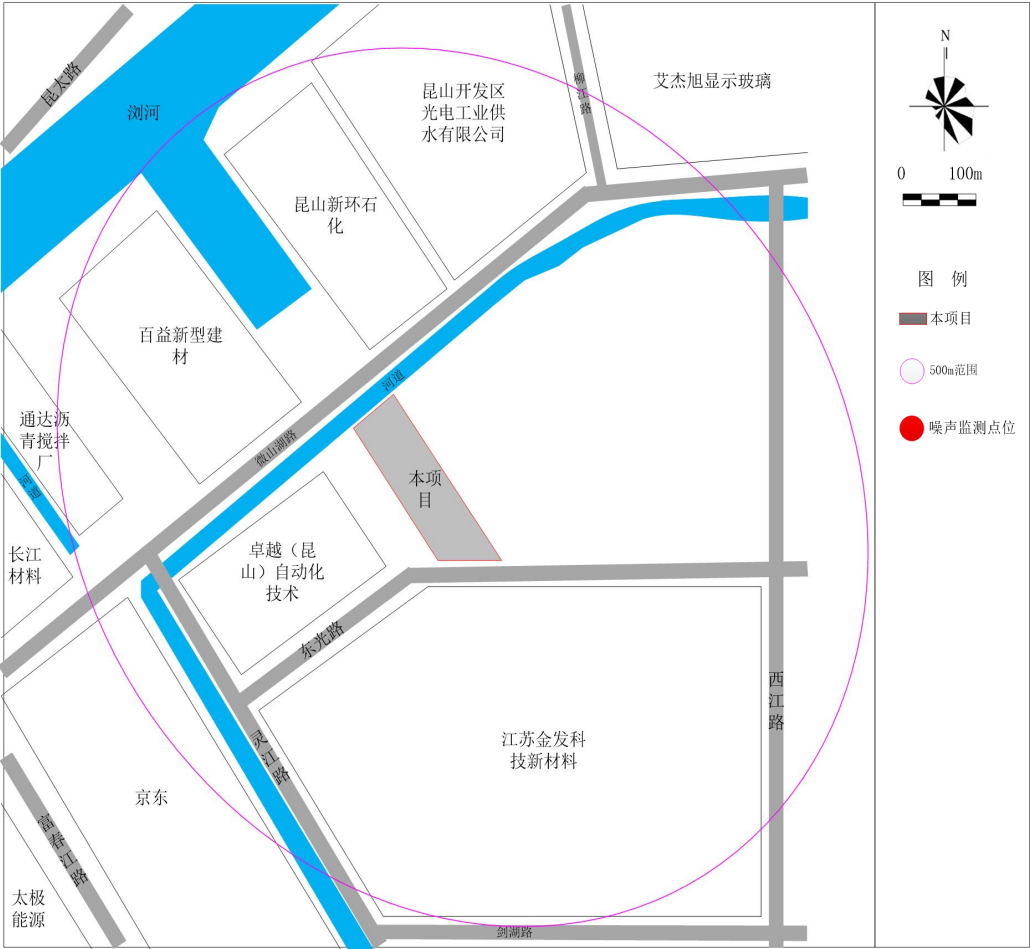 昆太路
浏河
昆山开发区
光电工业供
水有限公司
柳江路
艾杰旭显示玻璃
昆山新环石
化
百益新型建
材
河道
通达沥
青搅拌
厂
河道
微山湖路
本项
目
长江
材料
卓越（昆
山）自动化
技术
东光路
西江路
灵江路
江苏金发科
技新材料
京东
富春江路
太极
能源
剑湖路
N
0 100m
图 例
本项目
500m范围
噪声监测点位